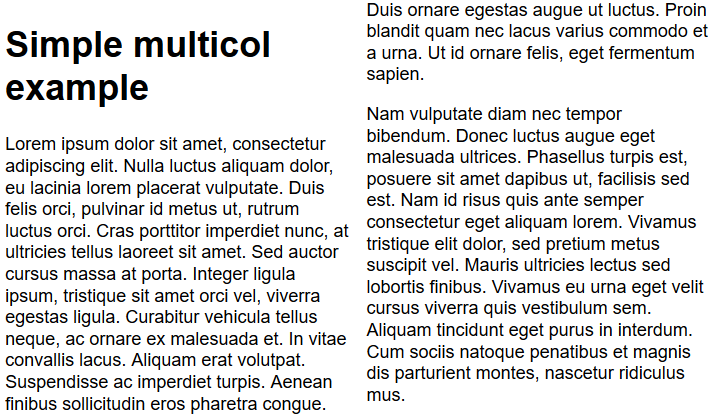 Simple multicol
example
Lorem ipsum dolor sit amet, consectetur
adipiscing elit. Nulla luctus aliquam dolor,
eu lacinia lorem placerat vulputate. Duis
felis orci, pulvinar id metus ut, rutrum
luctus orci. Cras porttitor imperdiet nunc, at
ultricies tellus laoreet sit amet. Sed auctor
cursus massa at porta. Integer ligula
ipsum, tristique sit amet orci vel, viverra
egestas ligula. Curabitur vehicula tellus
neque, ac ornare ex malesuada et. In vitae
convallis lacus. Aliquam erat volutpat.
Suspendisse ac imperdiet turpis. Aenean
finibus sollicitudin eros pharetra congue.
Duis ornare egestas augue ut luctus. Proin
blandit quam nec lacus varius commodo et
a urna. Ut id ornare felis, eget fermentum
sapien.
Nam vulputate diam nec tempor
bibendum. Donec luctus augue eget
malesuada ultrices. Phasellus turpis est,
posuere sit amet dapibus ut, facilisis sed
est. Nam id risus quis ante semper
consectetur eget aliquam lorem. Vivamus
tristique elit dolor, sed pretium metus
suscipit vel. Mauris ultricies lectus sed
lobortis finibus. Vivamus eu urna eget velit
cursus viverra quis vestibulum sem.
Aliquam tincidunt eget purus in interdum.
Cum sociis natoque penatibus et magnis
dis parturient montes, nascetur ridiculus
mus.